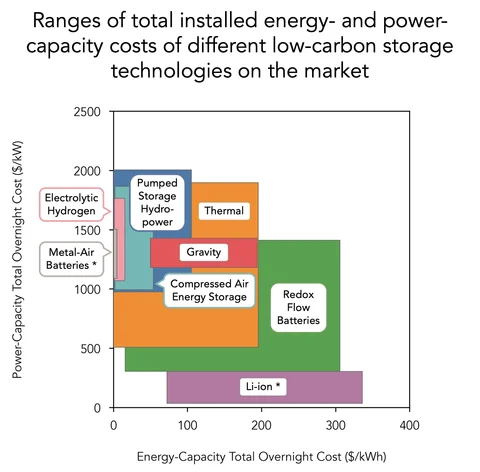 Ranges of total installed energy- and power-
capacity costs of different low-carbon storage
technologies on the market
Power-Capacity Total Overnight Cost ($/kW)
2500
2000
1500
1000
500
0
Electrolytic
Hydrogen
Metal-Air
Batteries *
Pumped
Storage
Hydro-
power
Thermal
Gravity
Compressed Air
Energy Storage
Redox
Flow
Batteries
Li-ion *
0
100
200
300
400
Energy-Capacity Total Overnight Cost ($/kWh)